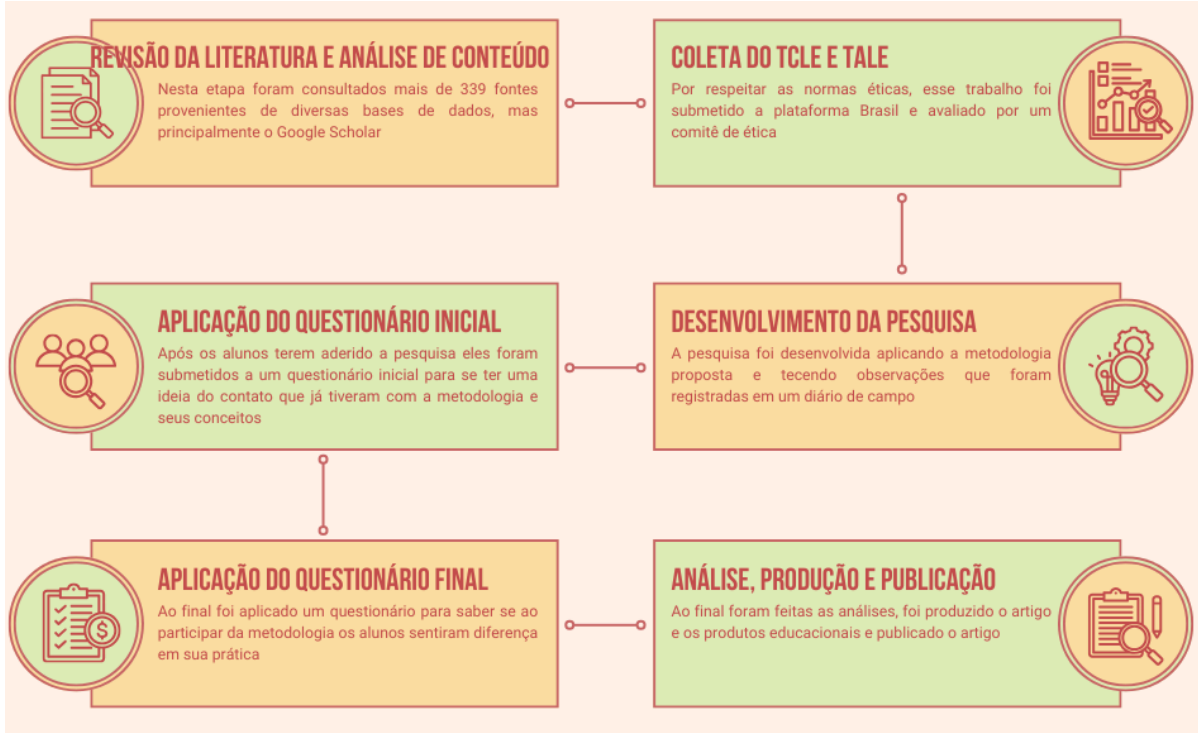 REVISÃO DA LITERATURA E ANÁLISE DE CONTEÚDO
Nesta etapa foram consultados mais de 339 fontes
provenientes de diversas bases de dados, mas
principalmente o Google Scholar
COLETA DO TCLE E TALE
Por respeitar as normas éticas, esse trabalho foi
submetido a plataforma Brasil e avaliado por um
comitê de ética
APLICAÇÃO DO QUESTIONÁRIO INICIAL
Após os alunos terem aderido a pesquisa eles foram
submetidos a um questionário inicial para se ter uma
ideia do contato que já tiveram com a metodologia e
seus conceitos
DESENVOLVIMENTO DA PESQUISA
A pesquisa foi desenvolvida aplicando a metodologia
proposta e tecendo observações que foram
registradas em um diário de campo
APLICAÇÃO DO QUESTIONÁRIO FINAL
Ao final foi aplicado um questionário para saber se ao
participar da metodologia os alunos sentiram diferença
em sua prática
$
ANÁLISE, PRODUÇÃO E PUBLICAÇÃO
Ao final foram feitas as análises, foi produzido o artigo
e os produtos educacionais e publicado o artigo